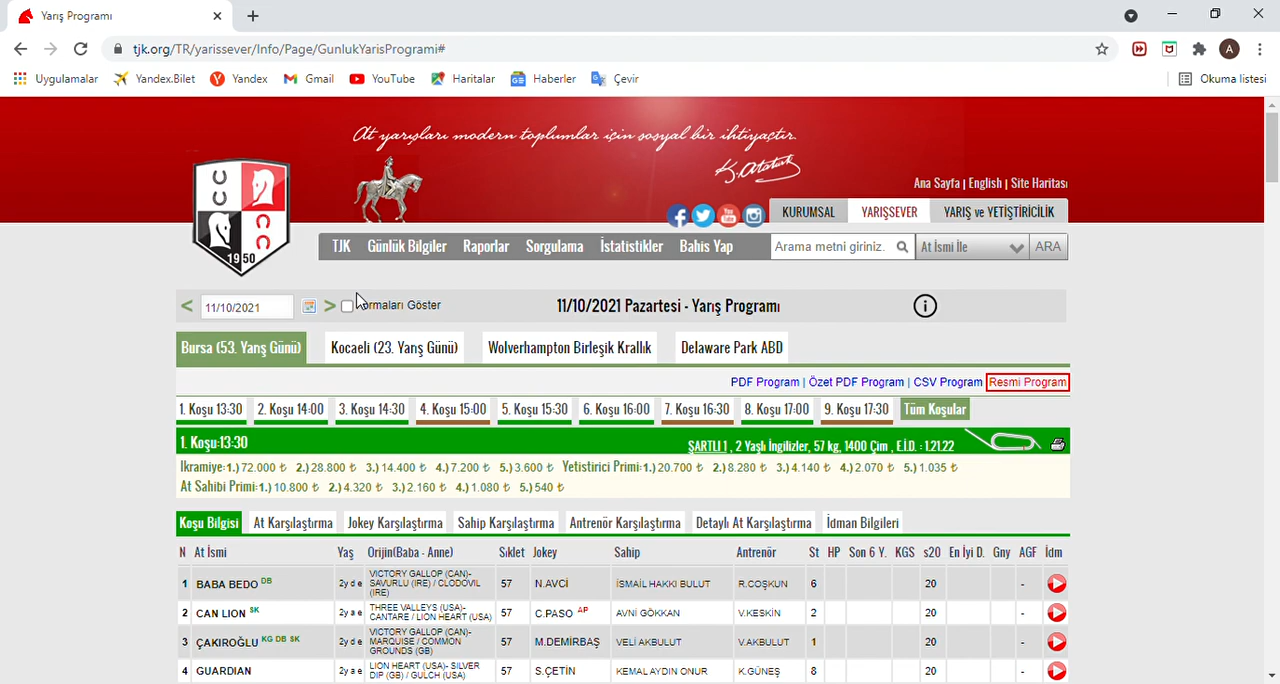 Yarış Programı
tjk.org/TR/yarissever/Info/Page/GunlukYarisProgrami#
A
Uygulamalar Yandex.Bilet Yandex Gmail YouTube Haritalar Haberler Çevir Okuma listesi
At yarışları modern toplumlar için sosyal bir ihtiyaçtır.
K. Atatürk
Ana Sayfa | English | Site Haritası
KURUMSAL YARIŞSEVER YARIŞ ve YETİŞTİRİCİLİK
1950
TJK Günlük Bilgiler Raporlar Sorgulama İstatistikler Bahis Yap Arama metni giriniz. At İsmi İle ARA
< 11/10/2021 > Formaları Göster 11/10/2021 Pazartesi - Yarış Programı
Bursa (53. Yarış Günü) Kocaeli (23. Yarış Günü) Wolverhampton Birleşik Krallık Delaware Park ABD
PDF Program | Özet PDF Program | CSV Program Resmi Program
1. Koşu 13:30 2. Koşu 14:00 3. Koşu 14:30 4. Koşu 15:00 5. Koşu 15:30 6. Koşu 16:00 7. Koşu 16:30 8. Koşu 17:00 9. Koşu 17:30 Tüm Koşular
1. Koşu:13:30 ŞARTLI 1 , 2 Yaşlı İngilizler, 57 kg, 1400 Çim , E.İ.D. : 1.21.22
Ikramiye:1.) 72.000 ₺ 2.) 28.800 ₺ 3.) 14.400 ₺ 4.) 7.200 ₺ 5.) 3.600 ₺ Yetistirici Primi:1.) 20.700 ₺ 2.) 8.280 ₺ 3.) 4.140 ₺ 4.) 2.070 ₺ 5.) 1.035 ₺
At Sahibi Primi:1.) 10.800 ₺ 2.) 4.320 ₺ 3.) 2.160 ₺ 4.) 1.080 ₺ 5.) 540 ₺
Koşu Bilgisi At Karşılaştırma Jokey Karşılaştırma Sahip Karşılaştırma Antrenör Karşılaştırma Detaylı At Karşılaştırma İdman Bilgileri
N At İsmi Yaş Orijin(Baba - Anne) Sıklet Jokey Sahip Antrenör St HP Son 6 Y. KGS s20 En İyi D. Gny AGF İdm
1 BABA BEDO DB 2y d e VICTORY GALLOP (CAN)- SAVURLU (IRE) / CLODOVIL (IRE) 57 N.AVCI İSMAİL HAKKI BULUT R.COŞKUN 6 20 -
2 CAN LION SK 2y a e THREE VALLEYS (USA)- CANTARE / LION HEART (USA) 57 C.PASO AP AVNİ GÖKKAN V.KESKİN 2 20 -
3 ÇAKIROĞLU KG DB SK 2y d e VICTORY GALLOP (CAN)- MARQUISE / COMMON GROUNDS (GB) 57 M.DEMİRBAŞ VELİ AKBULUT V.AKBULUT 1 20 -
4 GUARDIAN 2y a e LION HEART (USA)- SILVER DIP (GB) / GULCH (USA) 57 S.ÇETİN KEMAL AYDIN ONUR K.GÜNEŞ 8 20 -